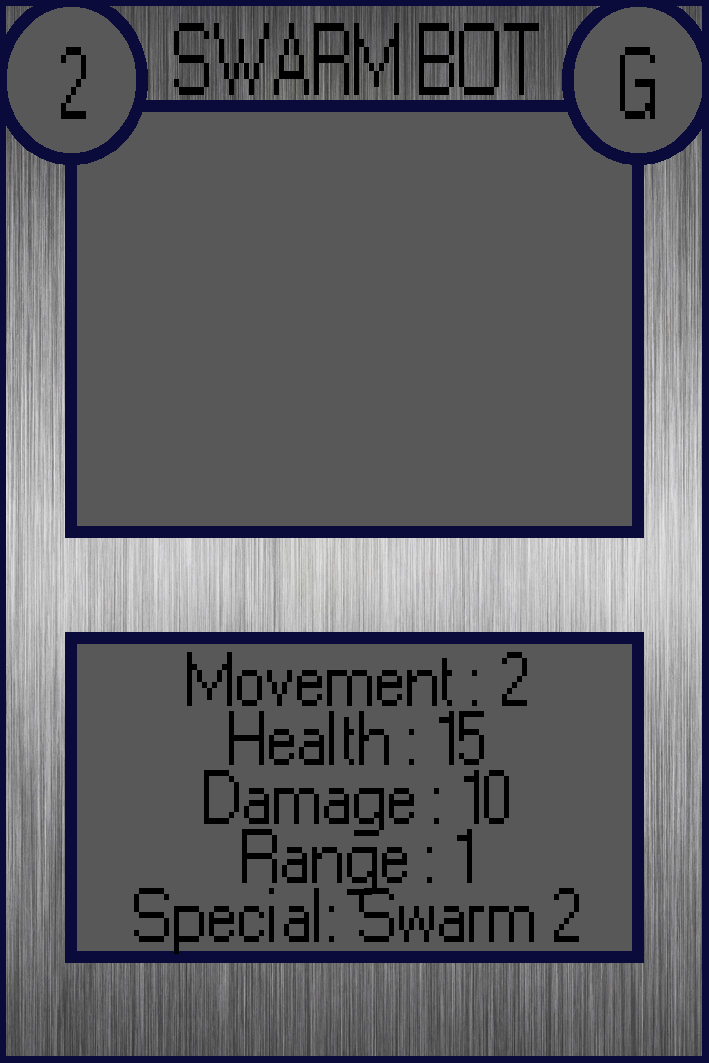 2
SWARM BOT
G
Movement : 2
Health : 15
Damage : 10
Range : 1
Special: Swarm 2